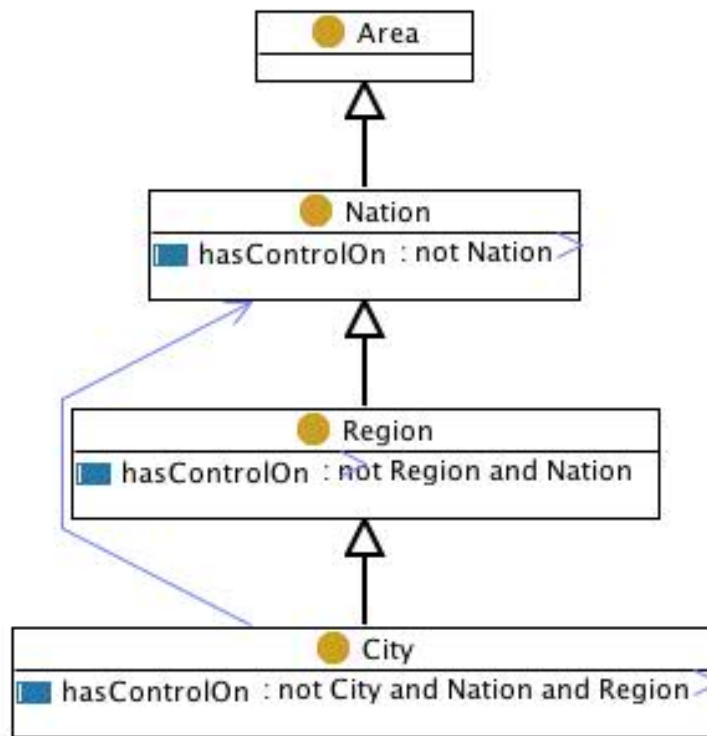 Area
Nation
hasControlOn : not Nation
Region
hasControlOn : not Region and Nation
City
hasControlOn : not City and Nation and Region